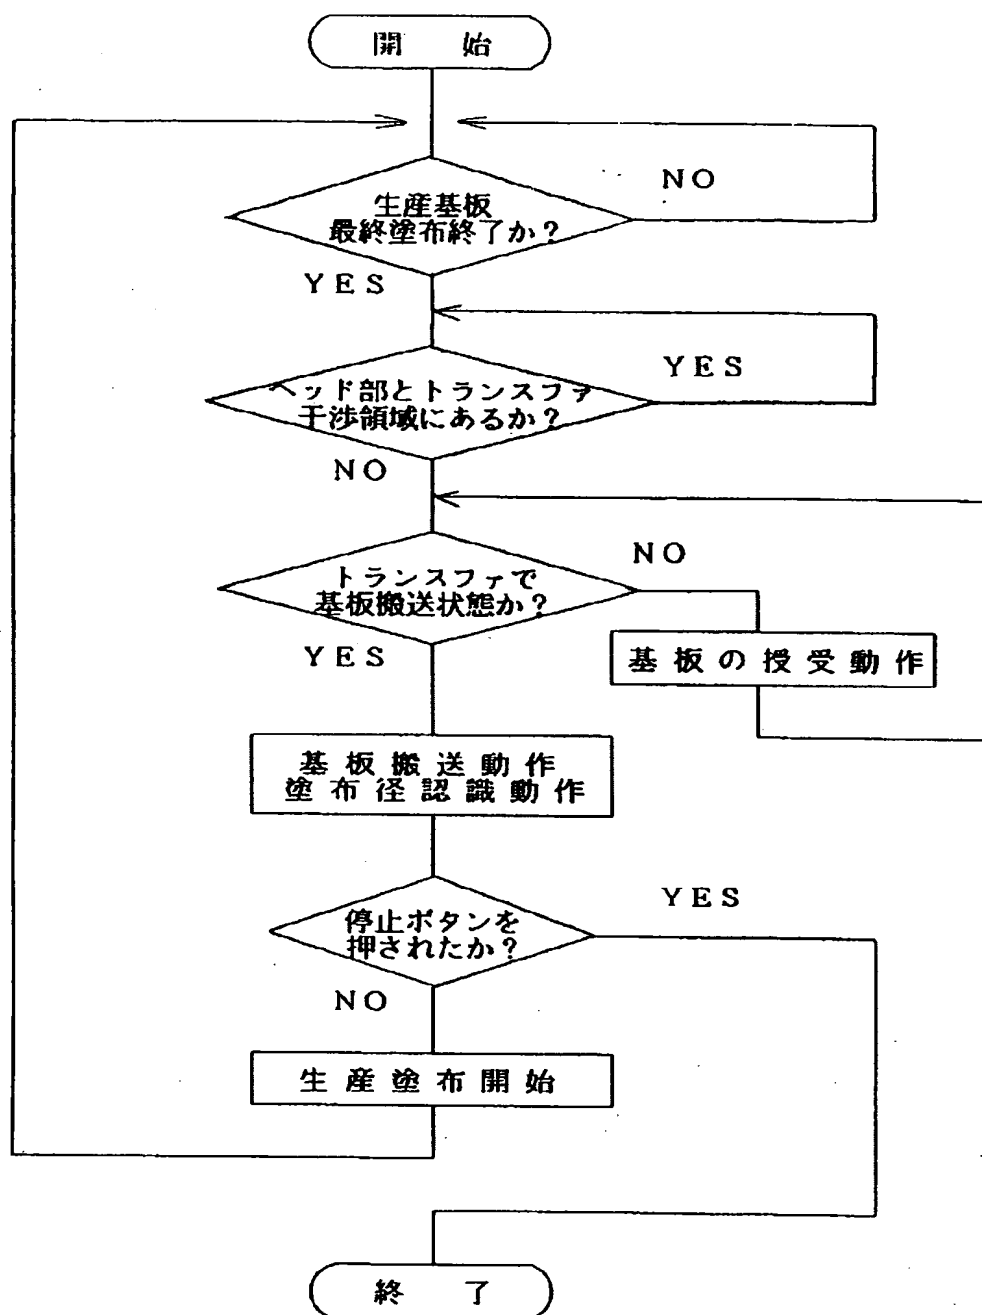 開始
生産基板
最終塗布終了か？
NO
YES
ヘッド部とトランスファ
干渉領域にあるか？
YES
NO
トランスファで
基板搬送状態か？
NO
YES
基板の授受動作
基板搬送動作
塗布径認識動作
停止ボタンを
押されたか？
YES
NO
生産塗布開始
終了